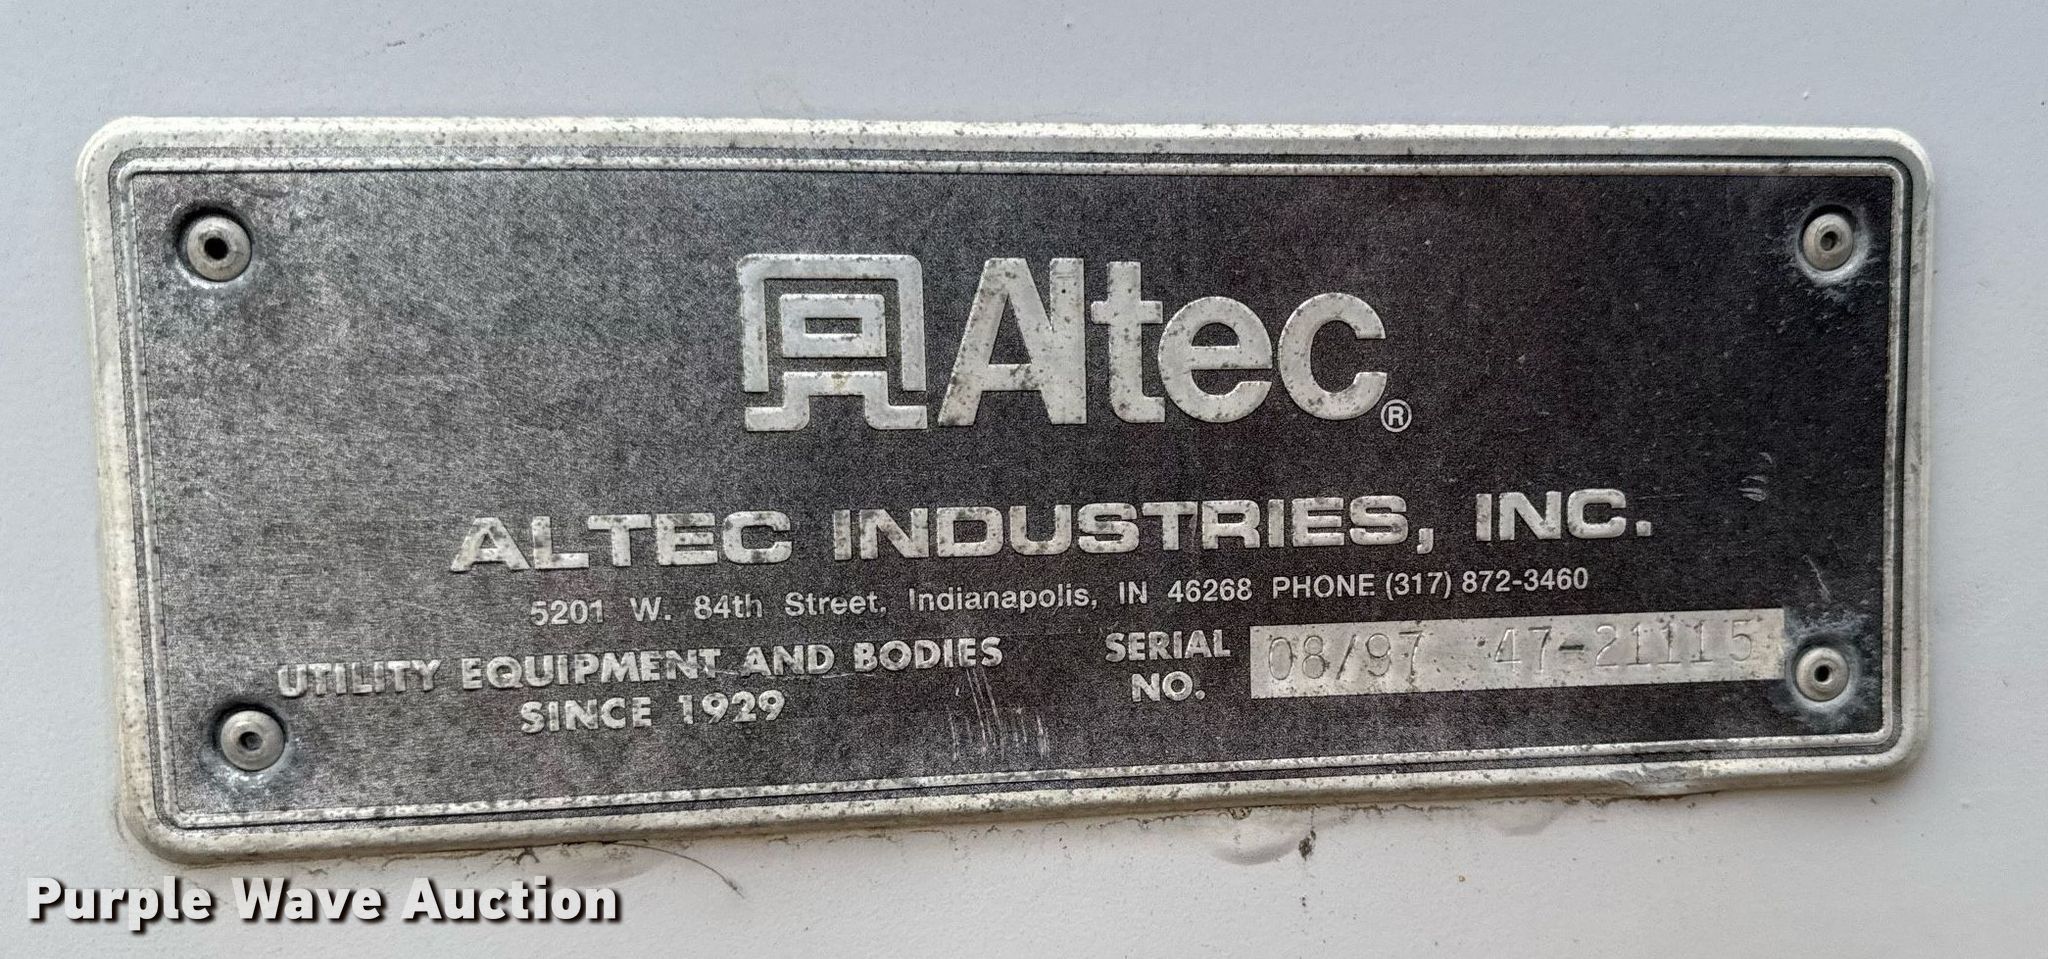 Altec®
ALTEC INDUSTRIES, INC.
5201 W. 84th Street, Indianapolis, IN 46268 PHONE (317) 872-3460
UTILITY EQUIPMENT AND BODIES
SINCE 1929
SERIAL
NO.
08/97 47-21115
Purple Wave Auction